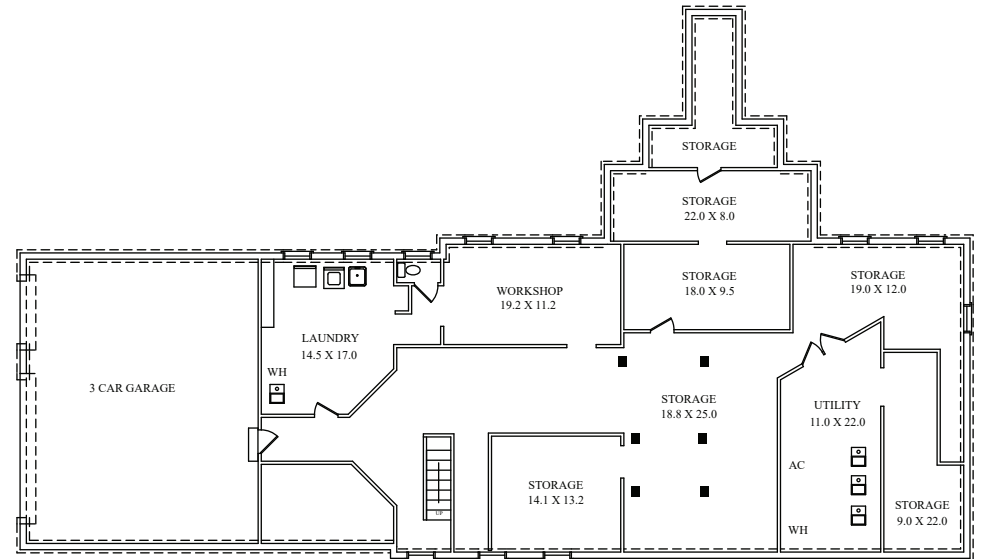 STORAGE
STORAGE
22.0 X 8.0
STORAGE
18.0 X 9.5
STORAGE
19.0 X 12.0
WORKSHOP
19.2 X 11.2
LAUNDRY
14.5 X 17.0
WH
3 CAR GARAGE
STORAGE
18.8 X 25.0
UTILITY
11.0 X 22.0
AC
WH
STORAGE
14.1 X 13.2
UP
STORAGE
9.0 X 22.0